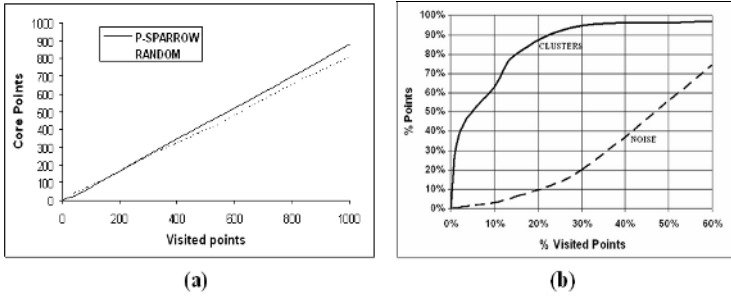 1000
900
800
700
600
500
400
300
200
100
0
Core Points
P-SPARROW
RANDOM
0 200 400 600 800 1000
Visited points
(a)
100%
90%
80%
70%
60%
50%
40%
30%
20%
10%
0%
% Points
CLUSTERS
NOISE
0% 10% 20% 30% 40% 50% 60%
% Visited Points
(b)